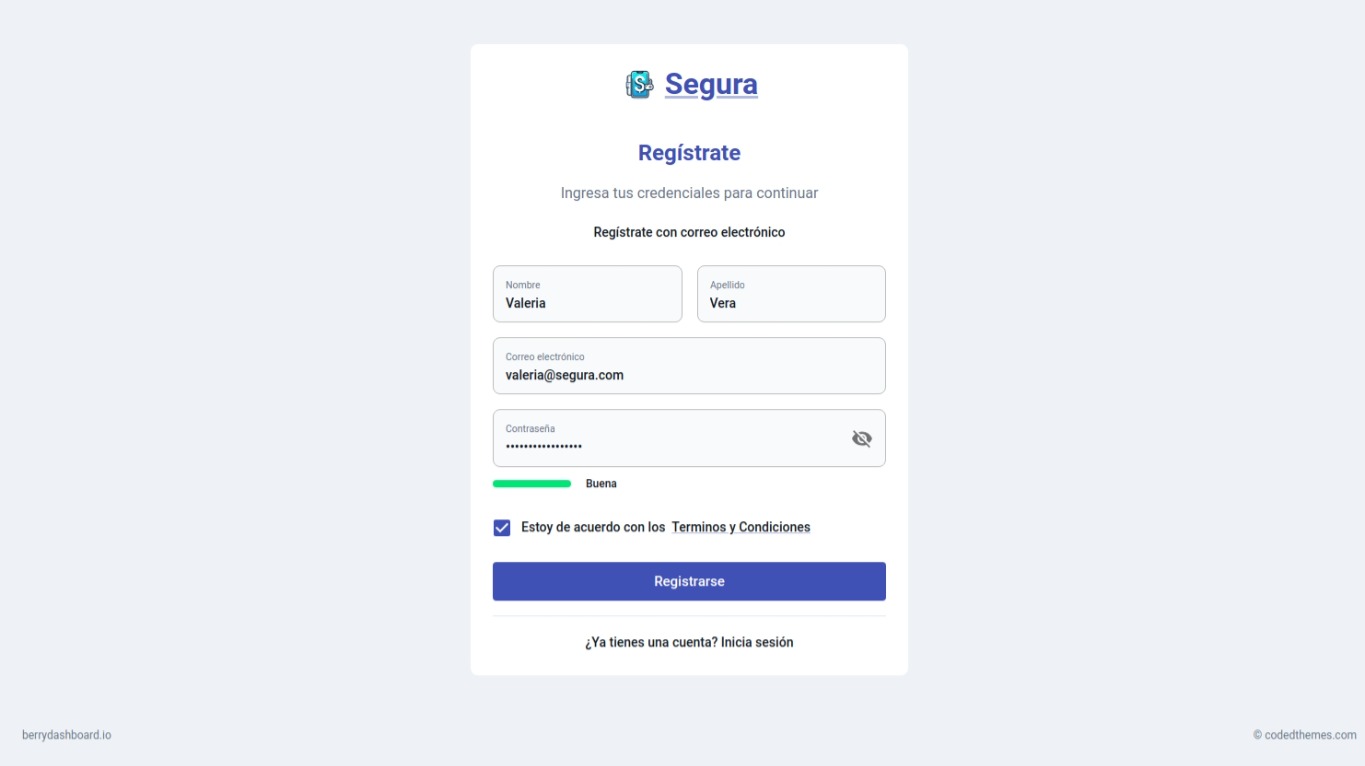 Segura
Regístrate
Ingresa tus credenciales para continuar
Regístrate con correo electrónico
Nombre
Valeria
Apellido
Vera
Correo electrónico
valeria@segura.com
Contraseña
•••••••••••••••••
Buena
Estoy de acuerdo con los Terminos y Condiciones
Registrarse
¿Ya tienes una cuenta? Inicia sesión
berrydashboard.io
© codedthemes.com